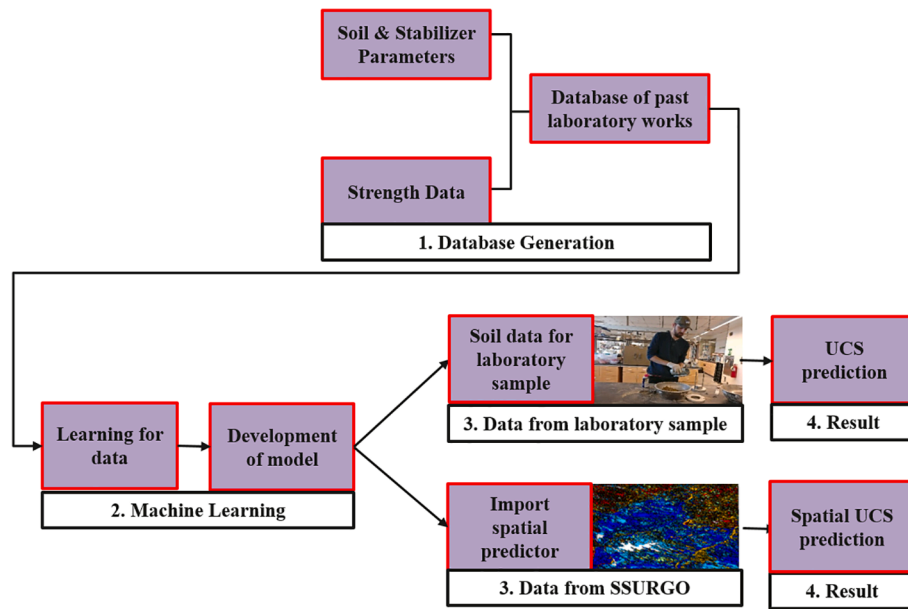 Soil & Stabilizer
Parameters
Database of past
laboratory works
Strength Data
1. Database Generation
Soil data for
laboratory
sample
UCS
prediction
3. Data from laboratory sample
4. Result
Learning for
data
Development
of model
2. Machine Learning
Import
spatial
predictor
Spatial UCS
prediction
3. Data from SSURGO
4. Result